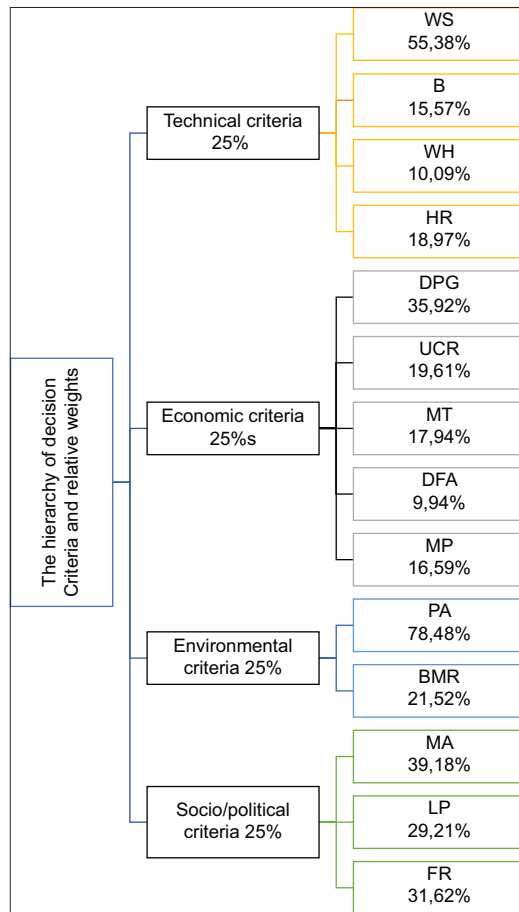 The hierarchy of decision
Criteria and relative weights
Technical criteria
25%
WS
55,38%
B
15,57%
WH
10,09%
HR
18,97%
Economic criteria
25%s
DPG
35,92%
UCR
19,61%
MT
17,94%
DFA
9,94%
MP
16,59%
Environmental
criteria 25%
PA
78,48%
BMR
21,52%
Socio/political
criteria 25%
MA
39,18%
LP
29,21%
FR
31,62%